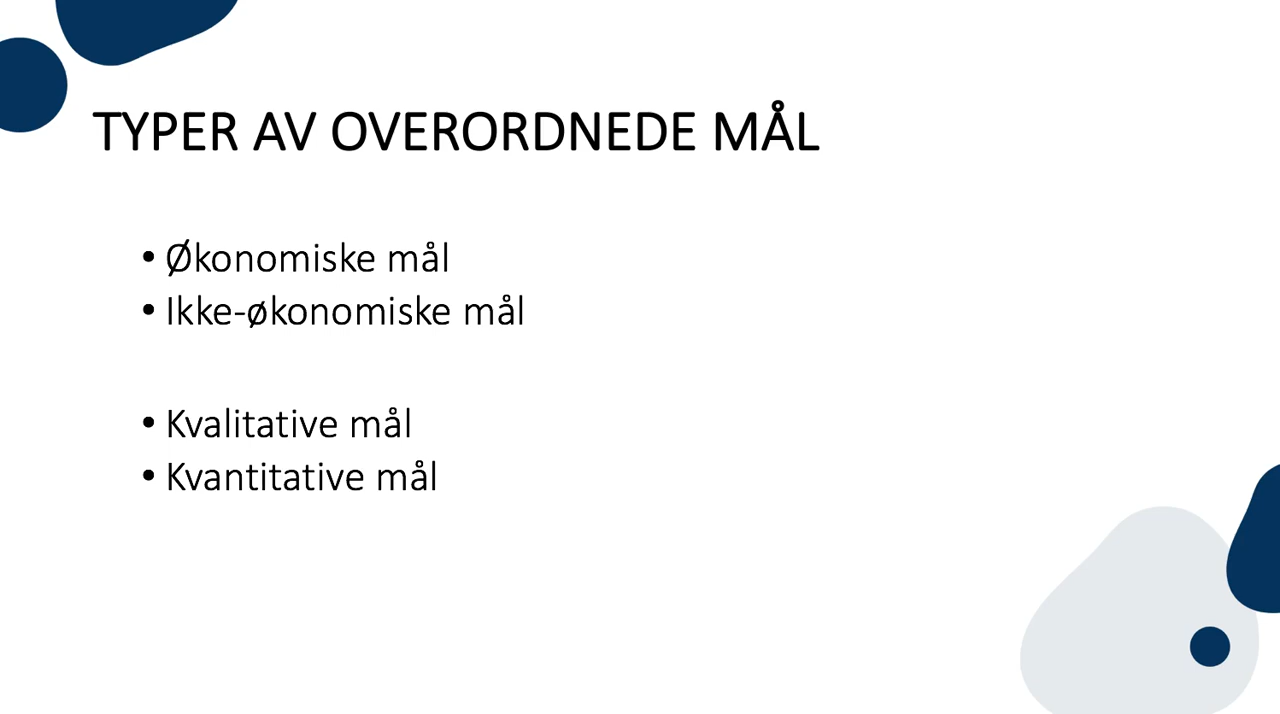 TYPER AV OVERORDNEDE MÅL
• Økonomiske mål
• Ikke-økonomiske mål
• Kvalitative mål
• Kvantitative mål